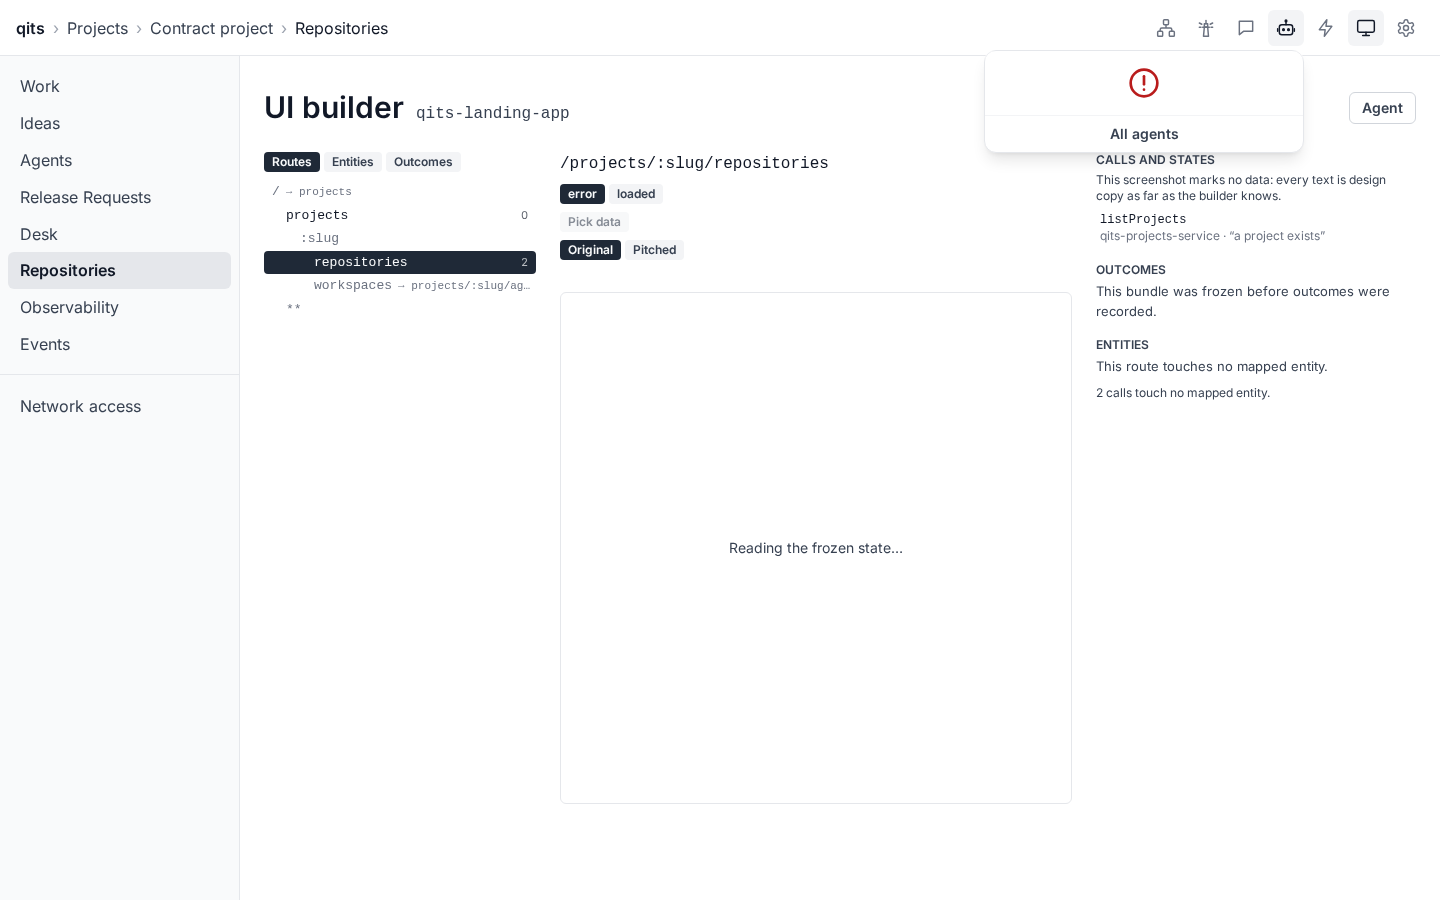 qits › Projects › Contract project › Repositories
Work
Ideas
Agents
Release Requests
Desk
Repositories
Observability
Events
Network access
UI builder qits-landing-app
Agent
All agents
Routes Entities Outcomes
/ → projects
projects 0
:slug
repositories 2
workspaces → projects/:slug/ag…
**
/projects/:slug/repositories
error loaded
Pick data
Original Pitched
Reading the frozen state…
CALLS AND STATES
This screenshot marks no data: every text is design
copy as far as the builder knows.
listProjects
qits-projects-service · “a project exists”
OUTCOMES
This bundle was frozen before outcomes were
recorded.
ENTITIES
This route touches no mapped entity.
2 calls touch no mapped entity.